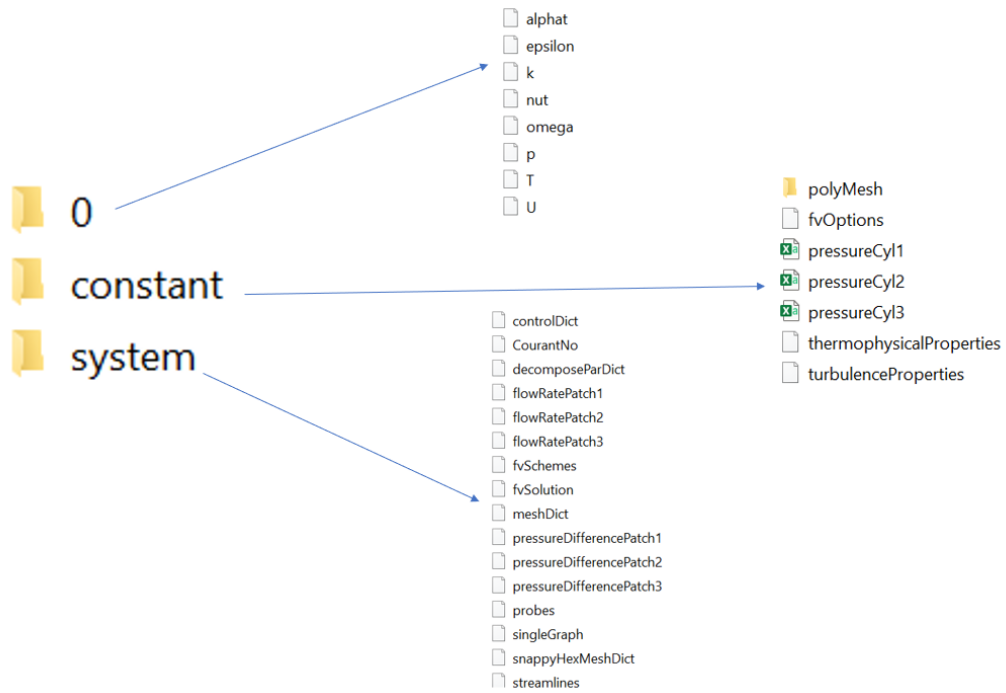 0
constant
system
alphat
epsilon
k
nut
omega
p
T
U
polyMesh
fvOptions
pressureCyl1
pressureCyl2
pressureCyl3
thermophysicalProperties
turbulenceProperties
controlDict
CourantNo
decomposeParDict
flowRatePatch1
flowRatePatch2
flowRatePatch3
fvSchemes
fvSolution
meshDict
pressureDifferencePatch1
pressureDifferencePatch2
pressureDifferencePatch3
probes
singleGraph
snappyHexMeshDict
streamlines